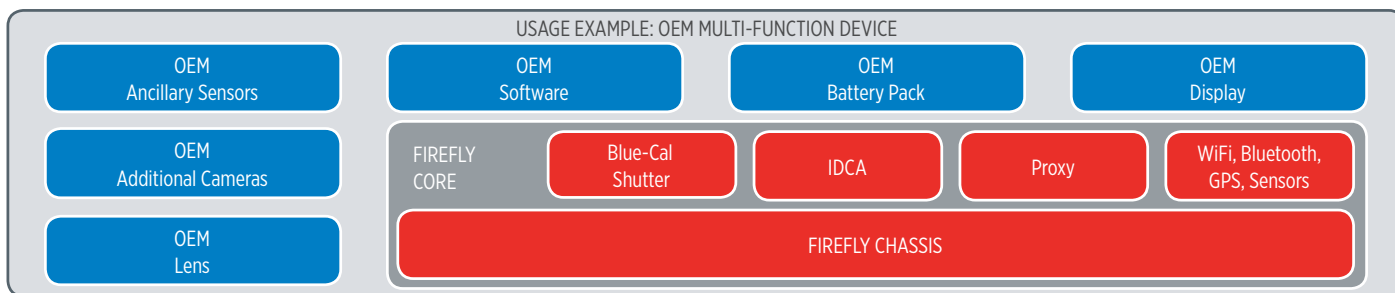 USAGE EXAMPLE: OEM MULTI-FUNCTION DEVICE
OEM
Ancillary Sensors
OEM
Software
OEM
Battery Pack
OEM
Display
OEM
Additional Cameras
FIREFLY
CORE
Blue-Cal
Shutter
IDCA
Proxy
WiFi, Bluetooth,
GPS, Sensors
OEM
Lens
FIREFLY CHASSIS